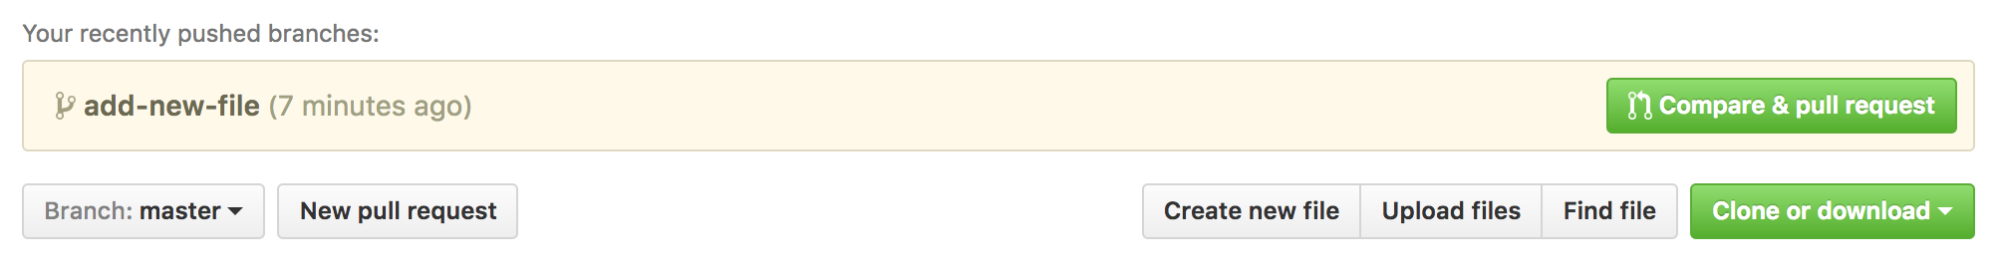 Your recently pushed branches:
add-new-file (7 minutes ago)
Compare & pull request
Branch: master
New pull request
Create new file
Upload files
Find file
Clone or download